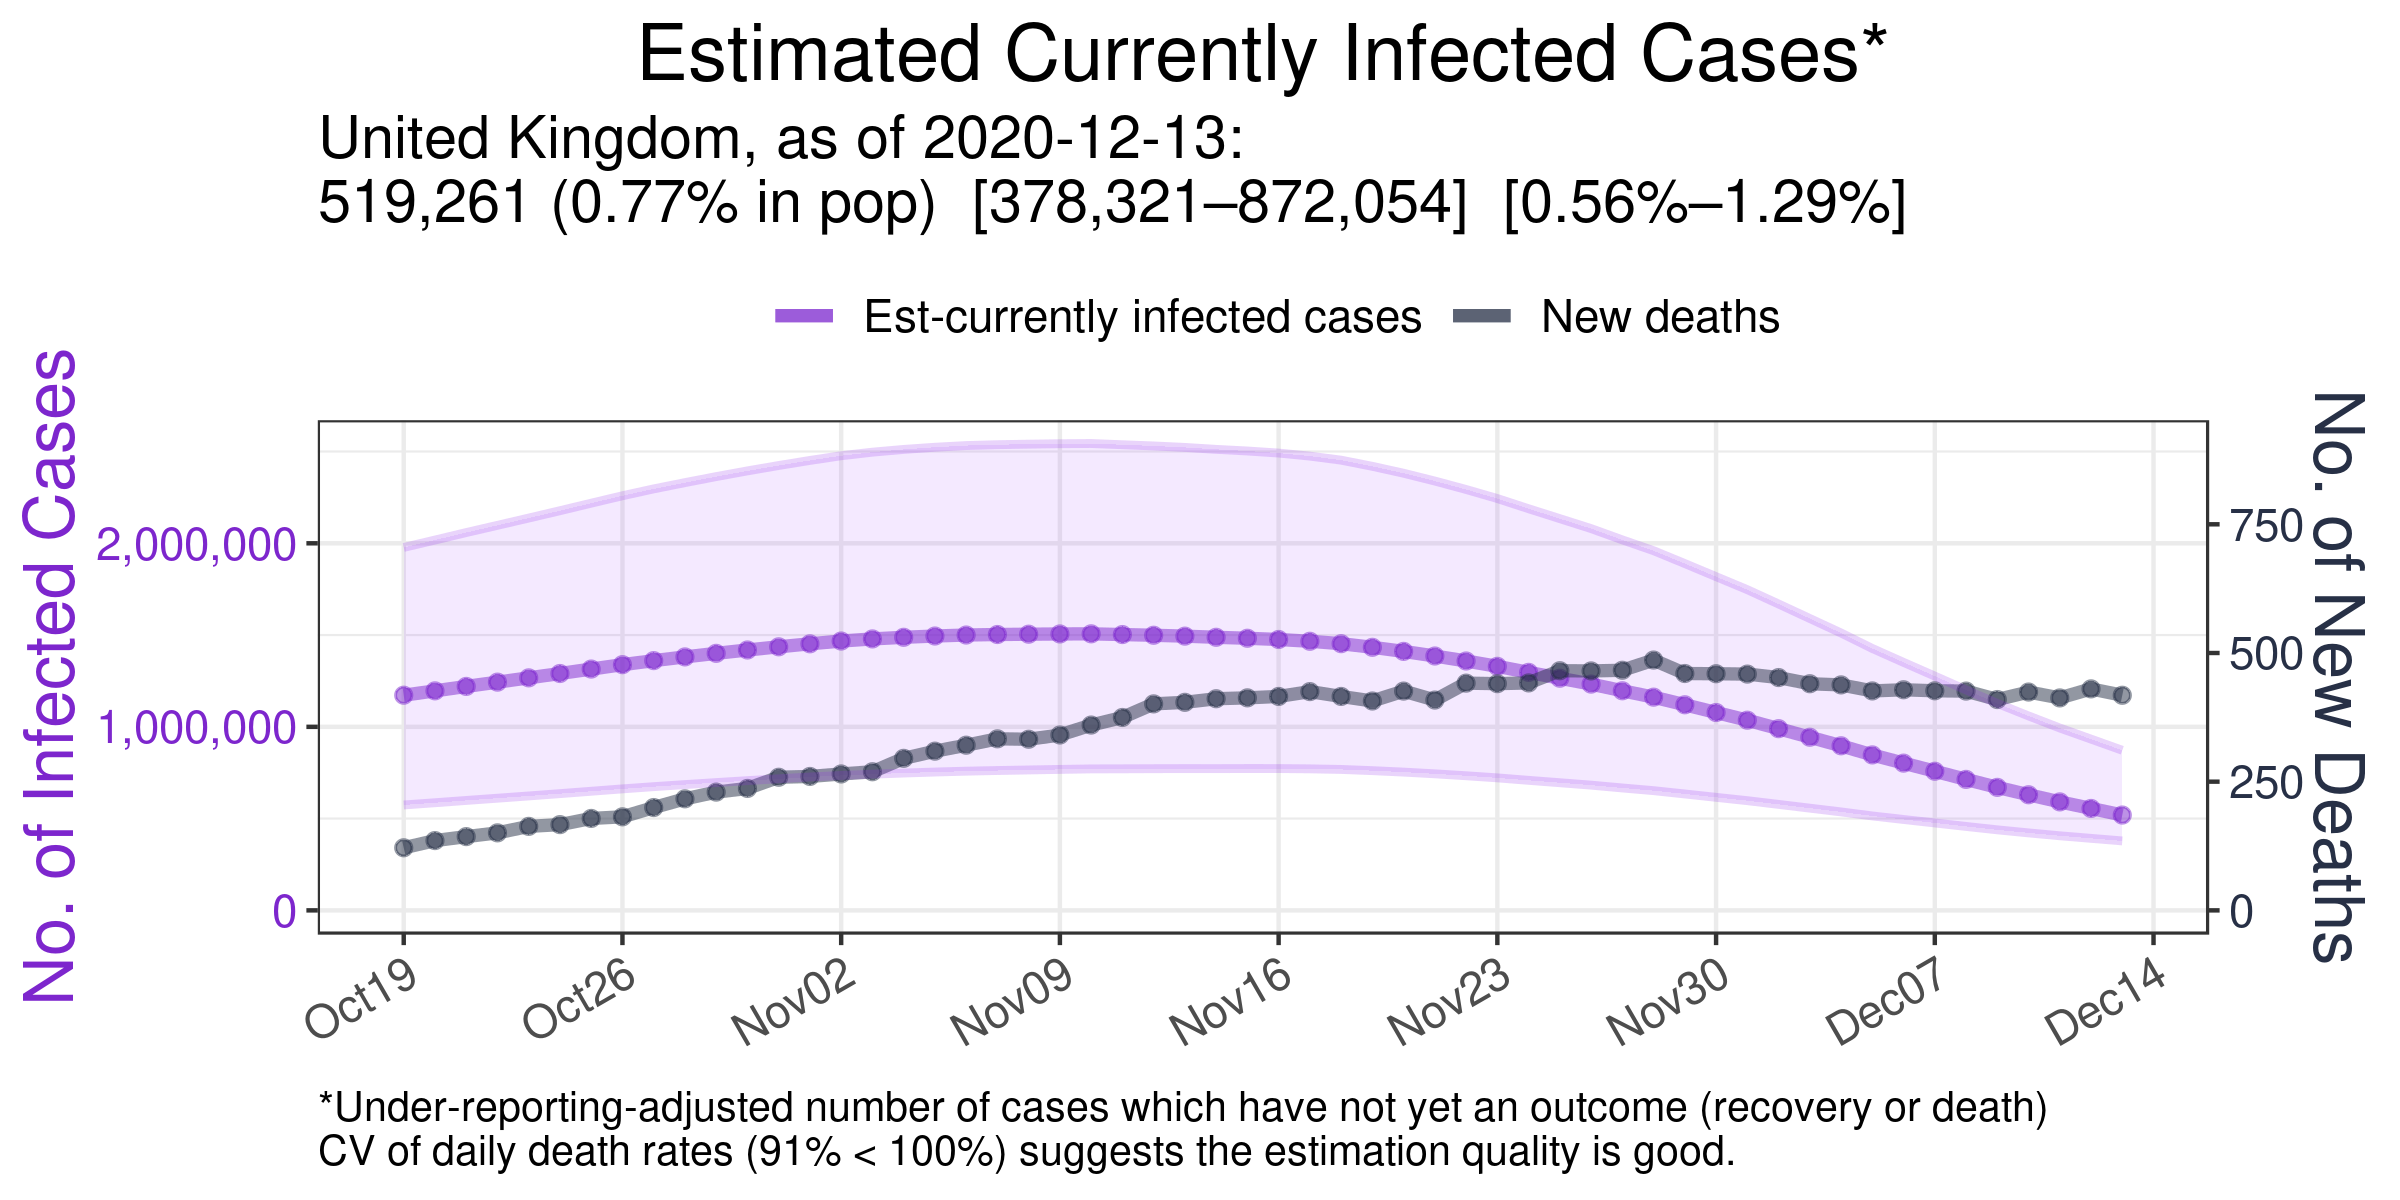 Estimated Currently Infected Cases*
United Kingdom, as of 2020-12-13:
519,261 (0.77% in pop)  [378,321–872,054]  [0.56%–1.29%]
Est-currently infected cases
New deaths
No. of Infected Cases
2,000,000
1,000,000
0
No. of New Deaths
750
500
250
0
Oct19
Oct26
Nov02
Nov09
Nov16
Nov23
Nov30
Dec07
Dec14
*Under-reporting-adjusted number of cases which have not yet an outcome (recovery or death)
CV of daily death rates (91% < 100%) suggests the estimation quality is good.